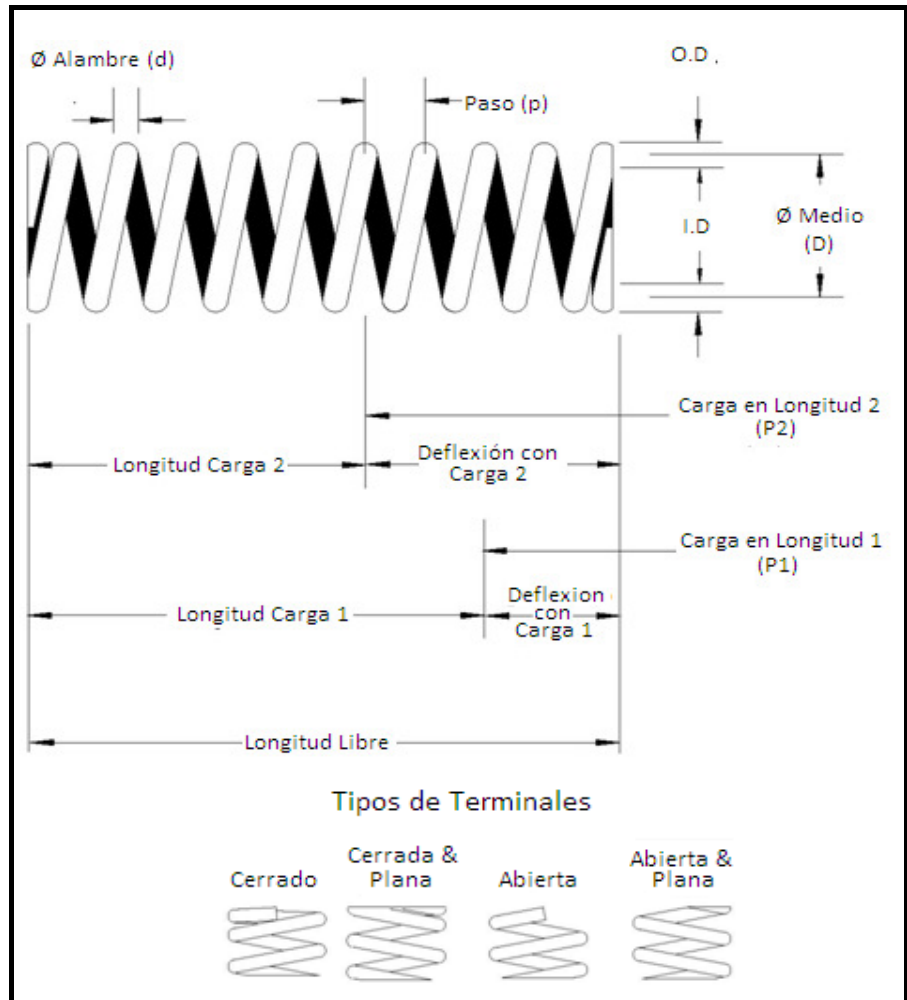 Ø Alambre (d)
O.D .
Paso (p)
I.D
Ø Medio
(D)
Carga en Longitud 2
(P2)
Longitud Carga 2
Deflexión con
Carga 2
Carga en Longitud 1
(P1)
Longitud Carga 1
Deflexion
con
Carga 1
Longitud Libre
Tipos de Terminales
Cerrado
Cerrada &
Plana
Abierta
Abierta &
Plana